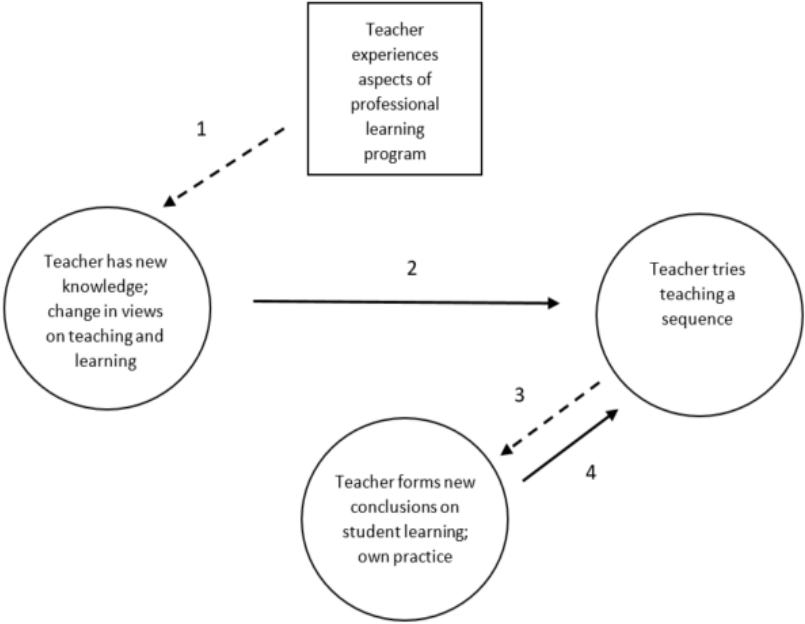 Teacher
experiences
aspects of
professional
learning
program
1
Teacher has new
knowledge;
change in views
on teaching and
learning
2
Teacher tries
teaching a
sequence
3
4
Teacher forms new
conclusions on
student learning;
own practice